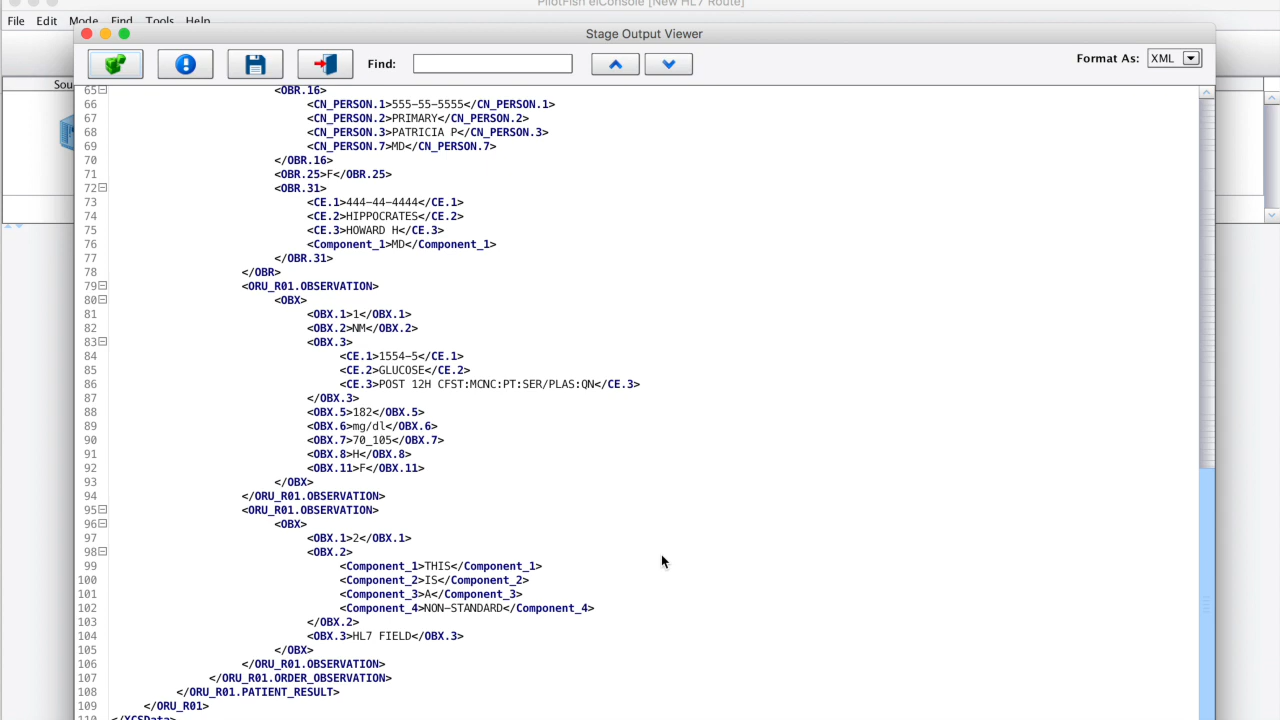 PilotFish eiConsole [New HL7 Route]
File Edit Mode Find Tools Help
Stage Output Viewer
Find:
Format As: XML
Sou
65 <OBR.16>
66 <CN_PERSON.1>555-55-5555</CN_PERSON.1>
67 <CN_PERSON.2>PRIMARY</CN_PERSON.2>
68 <CN_PERSON.3>PATRICIA P</CN_PERSON.3>
69 <CN_PERSON.7>MD</CN_PERSON.7>
70 </OBR.16>
71 <OBR.25>F</OBR.25>
72 <OBR.31>
73 <CE.1>444-44-4444</CE.1>
74 <CE.2>HIPPOCRATES</CE.2>
75 <CE.3>HOWARD H</CE.3>
76 <Component_1>MD</Component_1>
77 </OBR.31>
78 </OBR>
79 <ORU_R01.OBSERVATION>
80 <OBX>
81 <OBX.1>1</OBX.1>
82 <OBX.2>NM</OBX.2>
83 <OBX.3>
84 <CE.1>1554-5</CE.1>
85 <CE.2>GLUCOSE</CE.2>
86 <CE.3>POST 12H CFST:MCNC:PT:SER/PLAS:QN</CE.3>
87 </OBX.3>
88 <OBX.5>182</OBX.5>
89 <OBX.6>mg/dl</OBX.6>
90 <OBX.7>70_105</OBX.7>
91 <OBX.8>H</OBX.8>
92 <OBX.11>F</OBX.11>
93 </OBX>
94 </ORU_R01.OBSERVATION>
95 <ORU_R01.OBSERVATION>
96 <OBX>
97 <OBX.1>2</OBX.1>
98 <OBX.2>
99 <Component_1>THIS</Component_1>
100 <Component_2>IS</Component_2>
101 <Component_3>A</Component_3>
102 <Component_4>NON-STANDARD</Component_4>
103 </OBX.2>
104 <OBX.3>HL7 FIELD</OBX.3>
105 </OBX>
106 </ORU_R01.OBSERVATION>
107 </ORU_R01.ORDER_OBSERVATION>
108 </ORU_R01.PATIENT_RESULT>
109 </ORU_R01>
110 </XCSData>